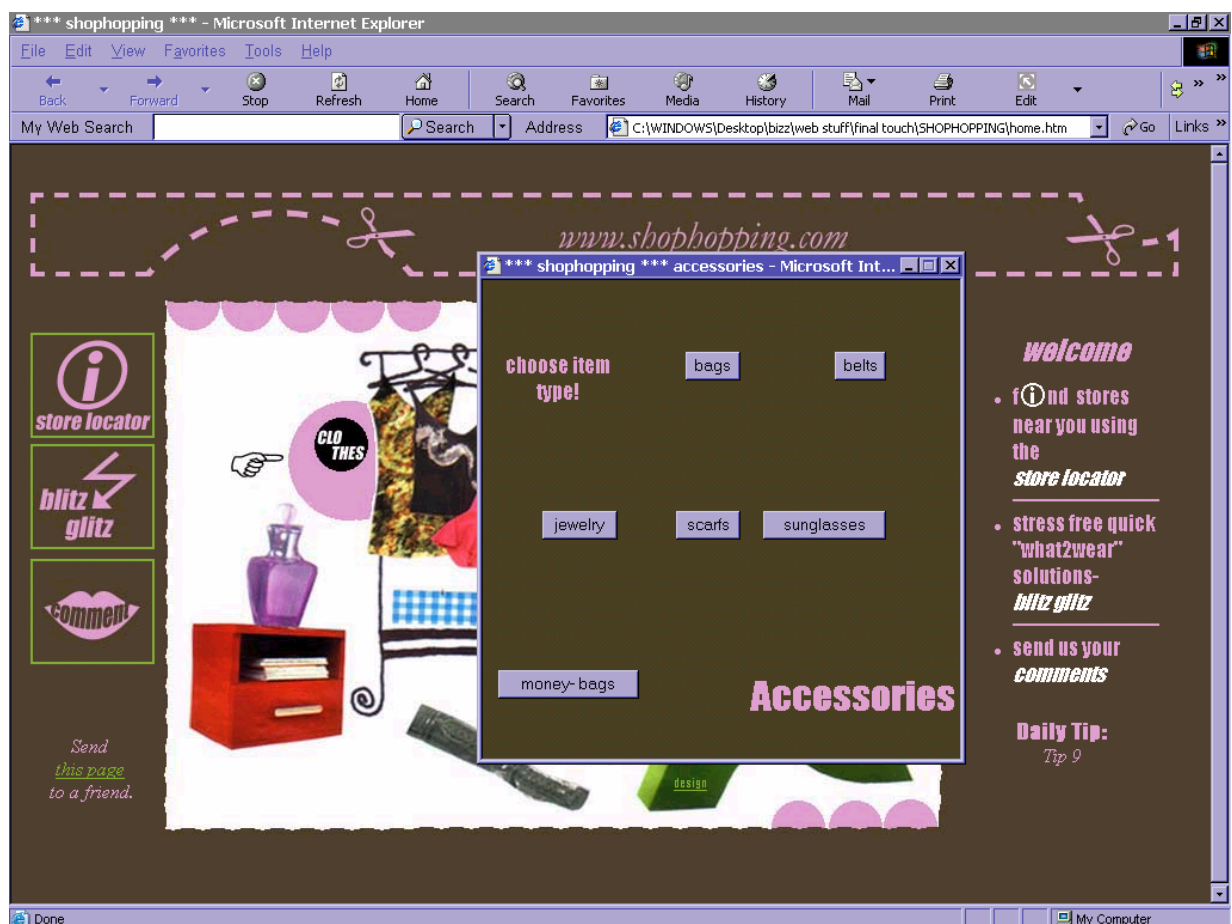 *** shophopping *** - Microsoft Internet Explorer
File Edit View Favorites Tools Help
Back Forward Stop Refresh Home Search Favorites Media History Mail Print Edit
My Web Search Search Address C:\WINDOWS\Desktop\bizz\web stuff\final touch\SHOPHOPPING\home.htm Go Links
www.shophopping.com
*** shophopping *** accessories - Microsoft Int...
choose item
type!
bags
belts
jewelry
scarfs
sunglasses
money-bags
Accessories
store locator
blitz
glitz
comment
Send
this page
to a friend.
CLO
THES
design
welcome
• find stores
near you using
the
store locator
• stress free quick
"what2wear"
solutions-
blitz glitz
• send us your
comments
Daily Tip:
Tip 9
Done
My Computer